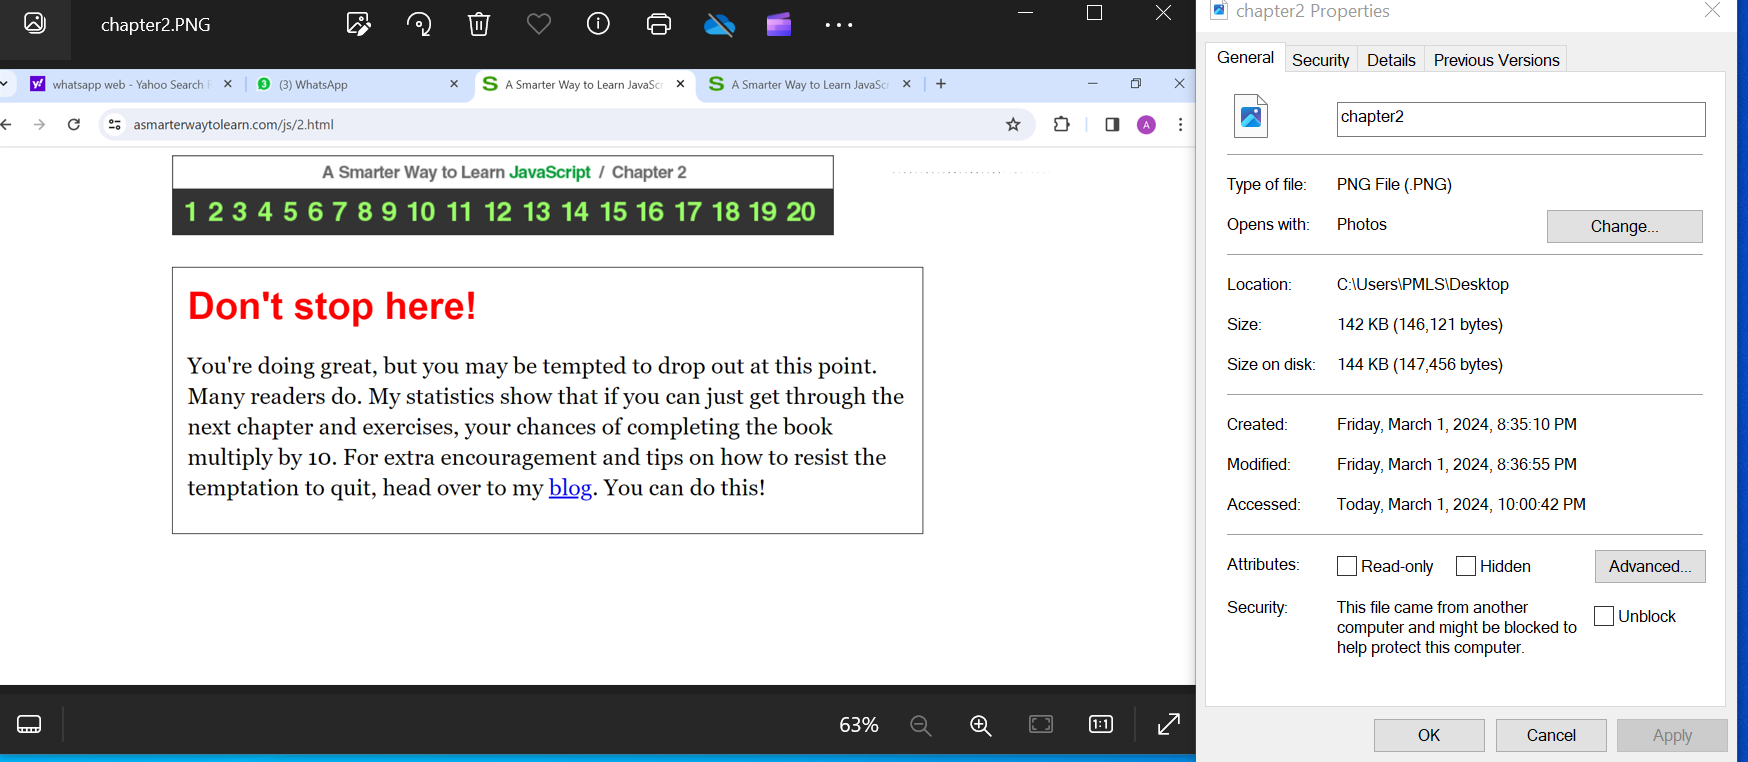 chapter2.PNG
whatsapp web - Yahoo Search
(3) WhatsApp
A Smarter Way to Learn JavaSc
A Smarter Way to Learn JavaSc
asmarterwaytolearn.com/js/2.html
A
A Smarter Way to Learn JavaScript / Chapter 2
1 2 3 4 5 6 7 8 9 10 11 12 13 14 15 16 17 18 19 20
Don't stop here!
You're doing great, but you may be tempted to drop out at this point.
Many readers do. My statistics show that if you can just get through the
next chapter and exercises, your chances of completing the book
multiply by 10. For extra encouragement and tips on how to resist the
temptation to quit, head over to my blog. You can do this!
63%
1:1
chapter2 Properties
General Security Details Previous Versions
chapter2
Type of file: PNG File (.PNG)
Opens with: Photos Change...
Location: C:\Users\PMLS\Desktop
Size: 142 KB (146,121 bytes)
Size on disk: 144 KB (147,456 bytes)
Created: Friday, March 1, 2024, 8:35:10 PM
Modified: Friday, March 1, 2024, 8:36:55 PM
Accessed: Today, March 1, 2024, 10:00:42 PM
Attributes: Read-only Hidden Advanced...
Security: This file came from another
computer and might be blocked to
help protect this computer.
Unblock
OK Cancel Apply